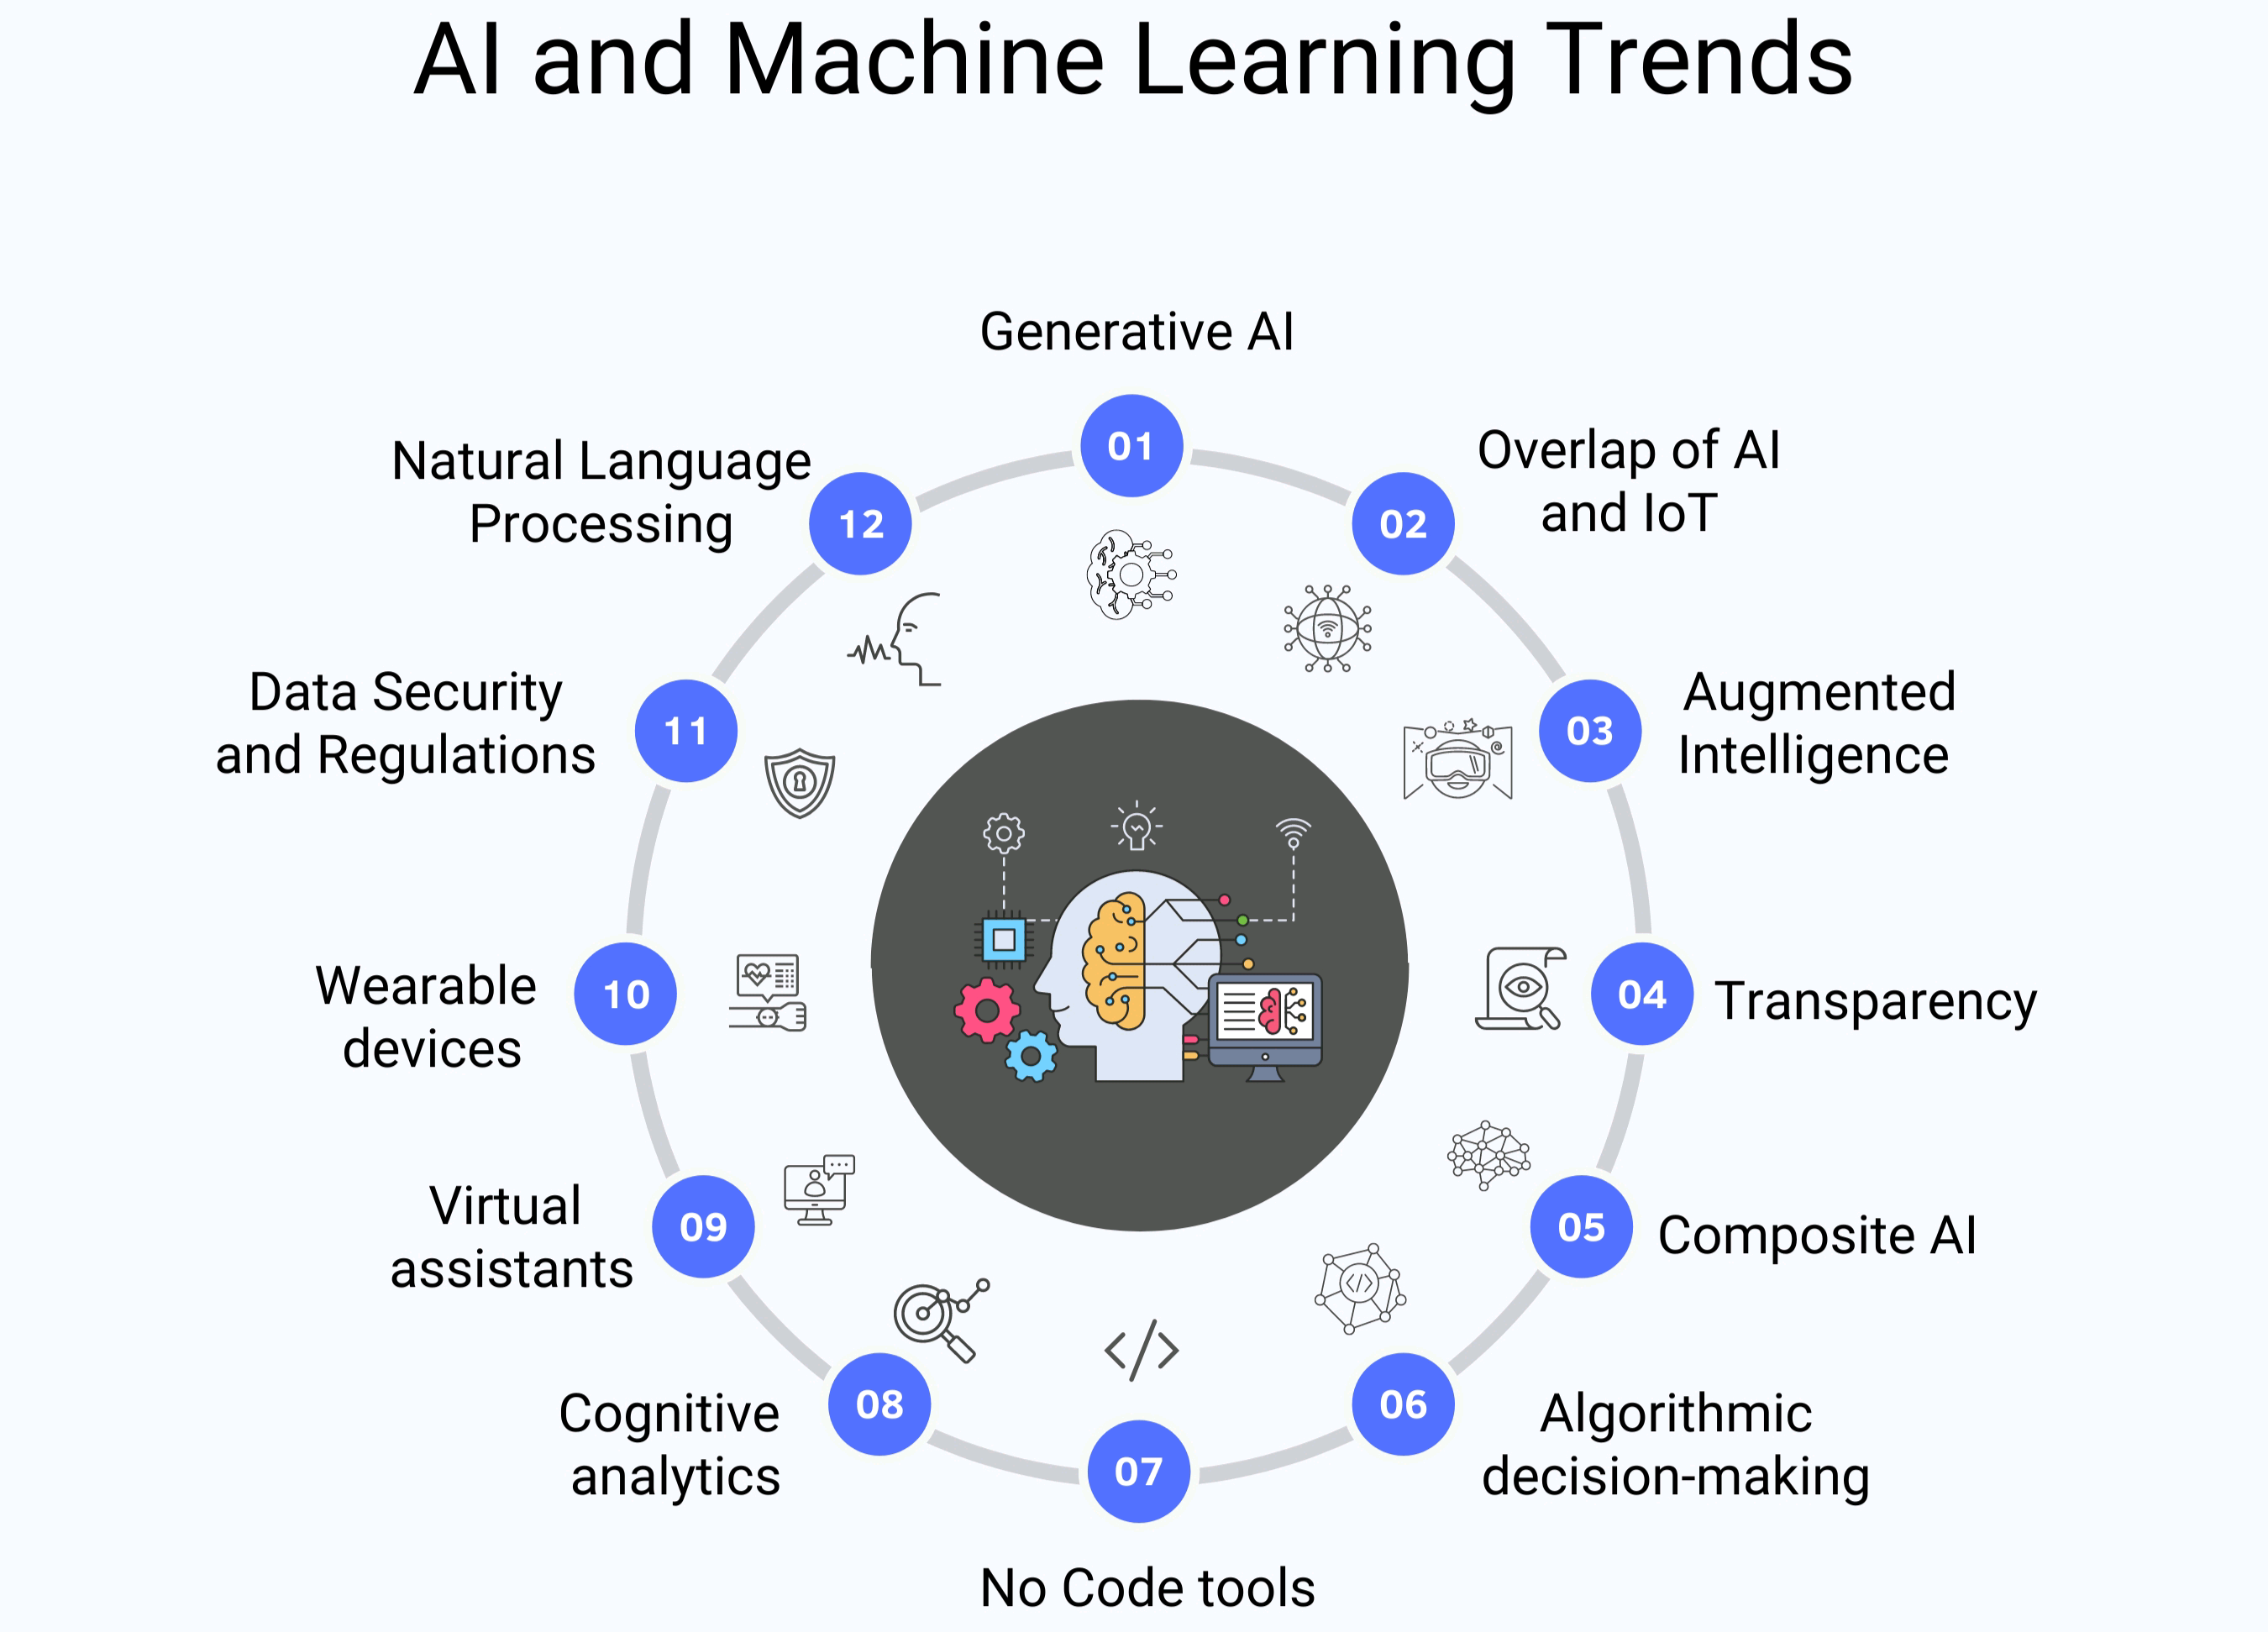 AI and Machine Learning Trends
Generative AI
01
Overlap of AI
and IoT
02
Augmented
Intelligence
03
Transparency
04
Composite AI
05
Algorithmic
decision-making
06
No Code tools
07
Cognitive
analytics
08
Virtual
assistants
09
Wearable
devices
10
Data Security
and Regulations
11
Natural Language
Processing
12